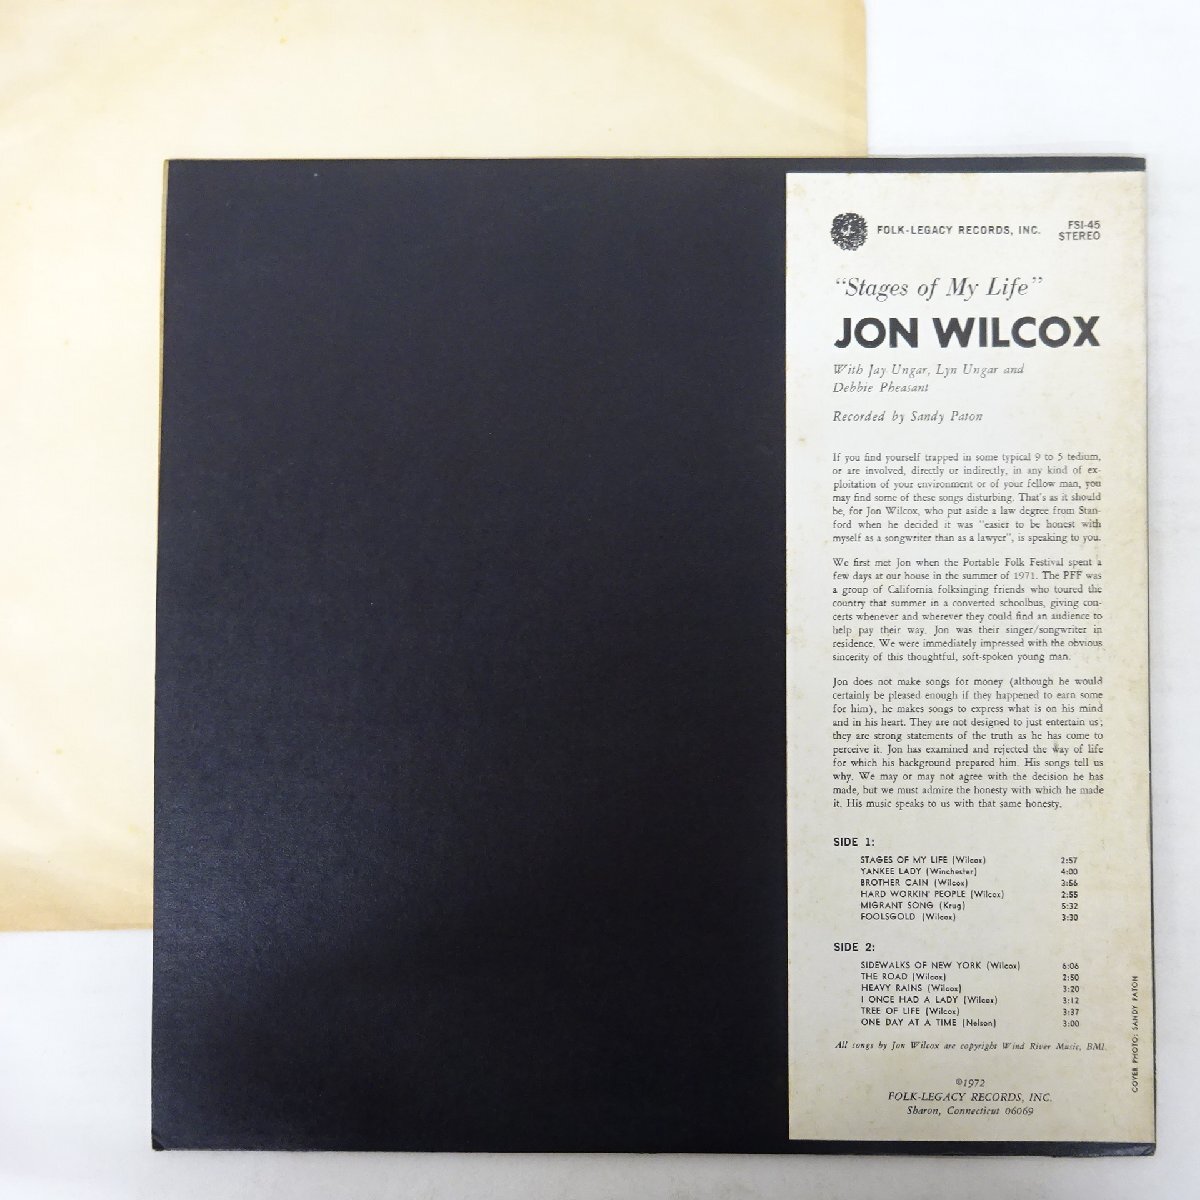 FOLK-LEGACY RECORDS, INC.
FSI-45
STEREO
"Stages of My Life"
JON WILCOX
With Jay Ungar, Lyn Ungar and
Debbie Pheasant
Recorded by Sandy Paton
If you find yourself trapped in some typical 9 to 5 tedium,
or are involved, directly or indirectly, in any kind of ex-
ploitation of your environment or of your fellow man, you
may find some of these songs disturbing. That's as it should
be, for Jon Wilcox, who put aside a law degree from Stan-
ford when he decided it was "easier to be honest with
myself as a songwriter than as a lawyer", is speaking to you.
We first met Jon when the Portable Folk Festival spent a
few days at our house in the summer of 1971. The PFF was
a group of California folksinging friends who toured the
country that summer in a converted schoolbus, giving con-
certs whenever and wherever they could find an audience to
help pay their way. Jon was their singer/songwriter in
residence. We were immediately impressed with the obvious
sincerity of this thoughtful, soft-spoken young man.
Jon does not make songs for money (although he would
certainly be pleased enough if they happened to earn some
for him), he makes songs to express what is on his mind
and in his heart. They are not designed to just entertain us;
they are strong statements of the truth as he has come to
perceive it. Jon has examined and rejected the way of life
for which his background prepared him. His songs tell us
why. We may or may not agree with the decision he has
made, but we must admire the honesty with which he made
it. His music speaks to us with that same honesty.
SIDE 1:
STAGES OF MY LIFE (Wilcox) 2:57
YANKEE LADY (Winchester) 4:00
BROTHER CAIN (Wilcox) 3:56
HARD WORKIN' PEOPLE (Wilcox) 2:55
MIGRANT SONG (Krug) 5:32
FOOLSGOLD (Wilcox) 3:30
SIDE 2:
SIDEWALKS OF NEW YORK (Wilcox) 6:06
THE ROAD (Wilcox) 2:50
HEAVY RAINS (Wilcox) 3:20
I ONCE HAD A LADY (Wilcox) 3:12
TREE OF LIFE (Wilcox) 3:37
ONE DAY AT A TIME (Nelson) 3:00
All songs by Jon Wilcox are copyright Wind River Music, BMI.
©1972
FOLK-LEGACY RECORDS, INC.
Sharon, Connecticut 06069
COVER PHOTO: SANDY PATON